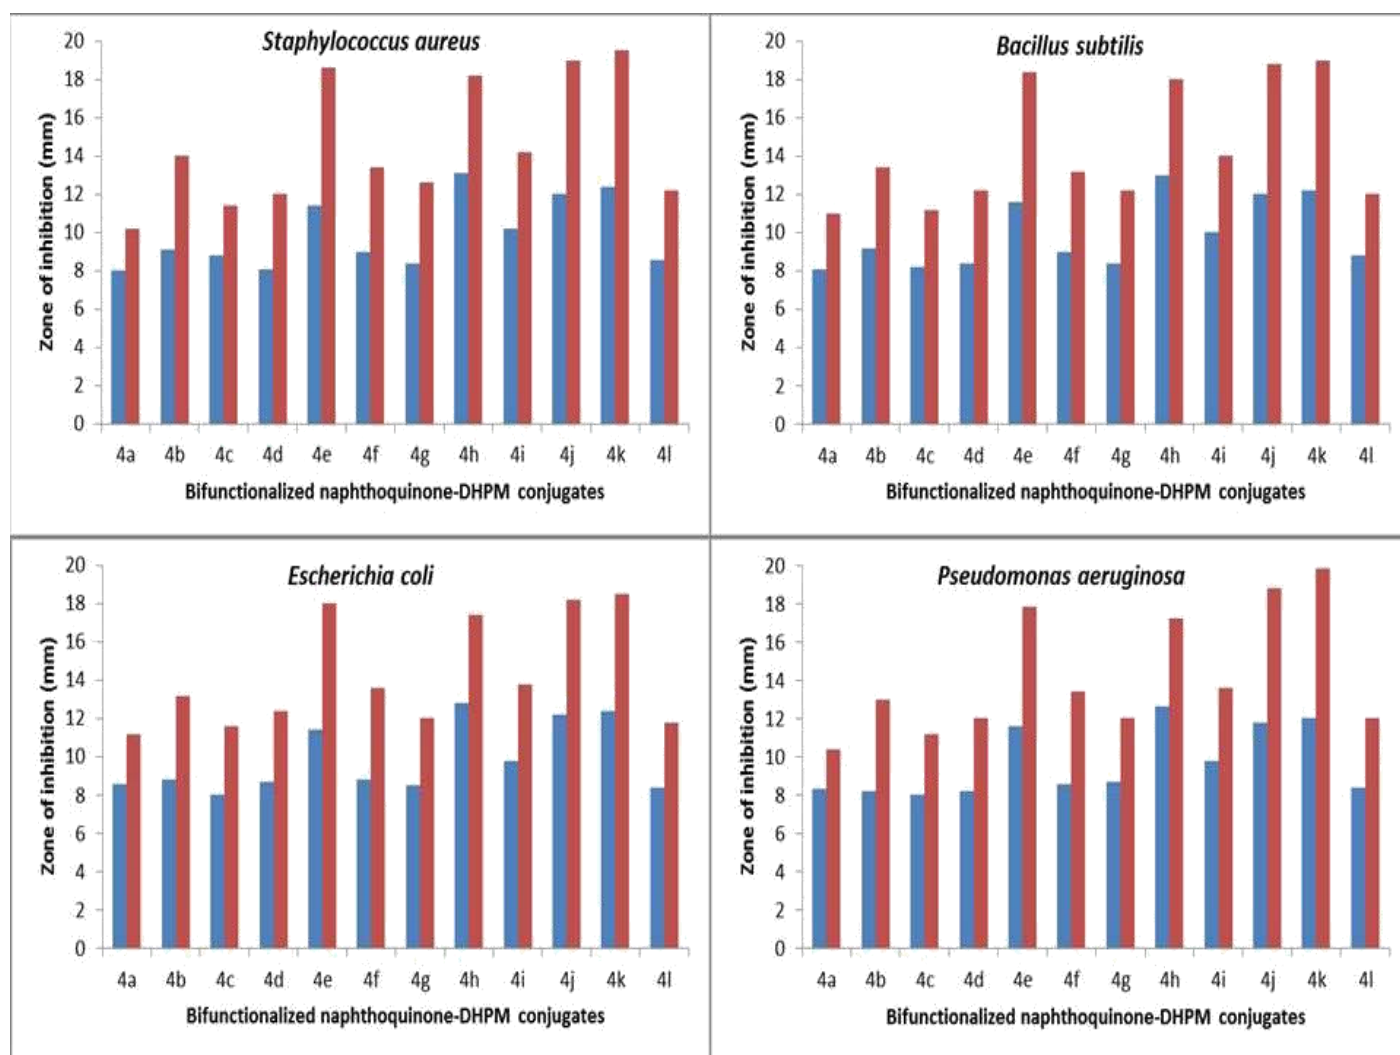 Staphylococcus aureus
Zone of inhibition (mm)
20
18
16
14
12
10
8
6
4
2
0
4a 4b 4c 4d 4e 4f 4g 4h 4i 4j 4k 4l
Bifunctionalized naphthoquinone-DHPM conjugates
Bacillus subtilis
Zone of inhibition (mm)
20
18
16
14
12
10
8
6
4
2
0
4a 4b 4c 4d 4e 4f 4g 4h 4i 4j 4k 4l
Bifunctionalized naphthoquinone-DHPM conjugates
Escherichia coli
Zone of inhibition (mm)
20
18
16
14
12
10
8
6
4
2
0
4a 4b 4c 4d 4e 4f 4g 4h 4i 4j 4k 4l
Bifunctionalized naphthoquinone-DHPM conjugates
Pseudomonas aeruginosa
Zone of inhibition (mm)
20
18
16
14
12
10
8
6
4
2
0
4a 4b 4c 4d 4e 4f 4g 4h 4i 4j 4k 4l
Bifunctionalized naphthoquinone-DHPM conjugates